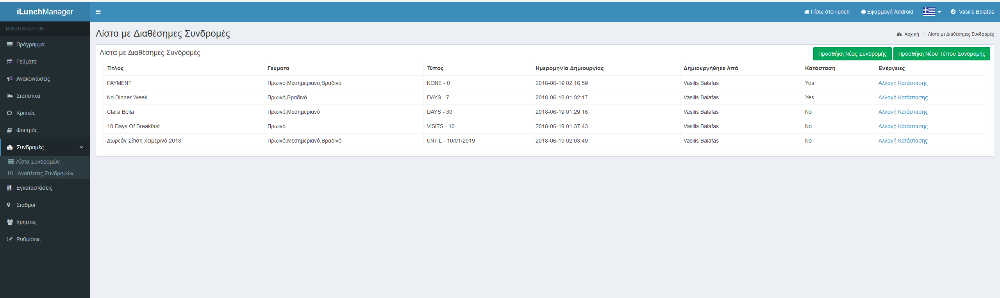 iLunchManager
Πίσω στο ilunch Εφαρμογή Android Vasilis Balafas
MAIN NAVIGATION
Πρόγραμμα
Γεύματα
Ανακοινώσεις
Στατιστικά
Κριτικές
Φοιτητές
Συνδρομές
Λίστα Συνδρομών
Αναθέσεις Συνδρομών
Εγκαταστάσεις
Σταθμοί
Χρήστες
Ρυθμίσεις
Λίστα με Διαθέσημες Συνδρομές
Αρχική > Λίστα με Διαθέσημες Συνδρομές
Λίστα με Διαθέσημες Συνδρομές
Προσθήκη Νέας Συνδρομής Προσθήκη Νέου Τύπου Συνδρομής
Τίτλος Γεύματα Τύπος Ημερομηνία Δημιουργίας Δημιουργήθηκε Από Κατάσταση Ενέργειες
PAYMENT Πρωινό,Μεσημεριανό,Βραδινό NONE - 0 2018-06-19 02:16:59 Vasilis Balafas Yes Αλλαγή Κατάστασης
No Dinner Week Πρωινό,Βραδινό DAYS - 7 2018-06-19 01:32:17 Vasilis Balafas Yes Αλλαγή Κατάστασης
Clara Bella Πρωινό,Μεσημεριανό DAYS - 30 2018-06-19 01:29:16 Vasilis Balafas No Αλλαγή Κατάστασης
10 Days Of Breakfast Πρωινό VISITS - 10 2018-06-19 01:37:43 Vasilis Balafas No Αλλαγή Κατάστασης
Δωρεάν Σίτιση Χειμερινό 2018 Πρωινό,Μεσημεριανό,Βραδινό UNTIL - 10/01/2019 2018-06-19 02:03:49 Vasilis Balafas No Αλλαγή Κατάστασης